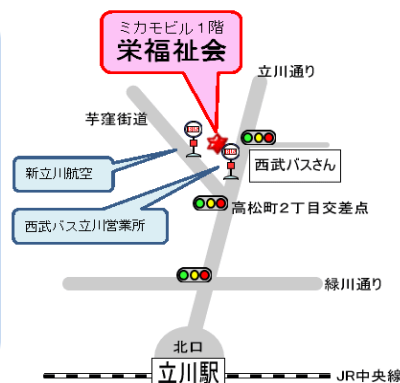 ミカモビル１階
栄福祉会
立川通り
芋窪街道
BUS
BUS
新立川航空
西武バスさん
西武バス立川営業所
高松町２丁目交差点
緑川通り
北口
立川駅
JR中央線